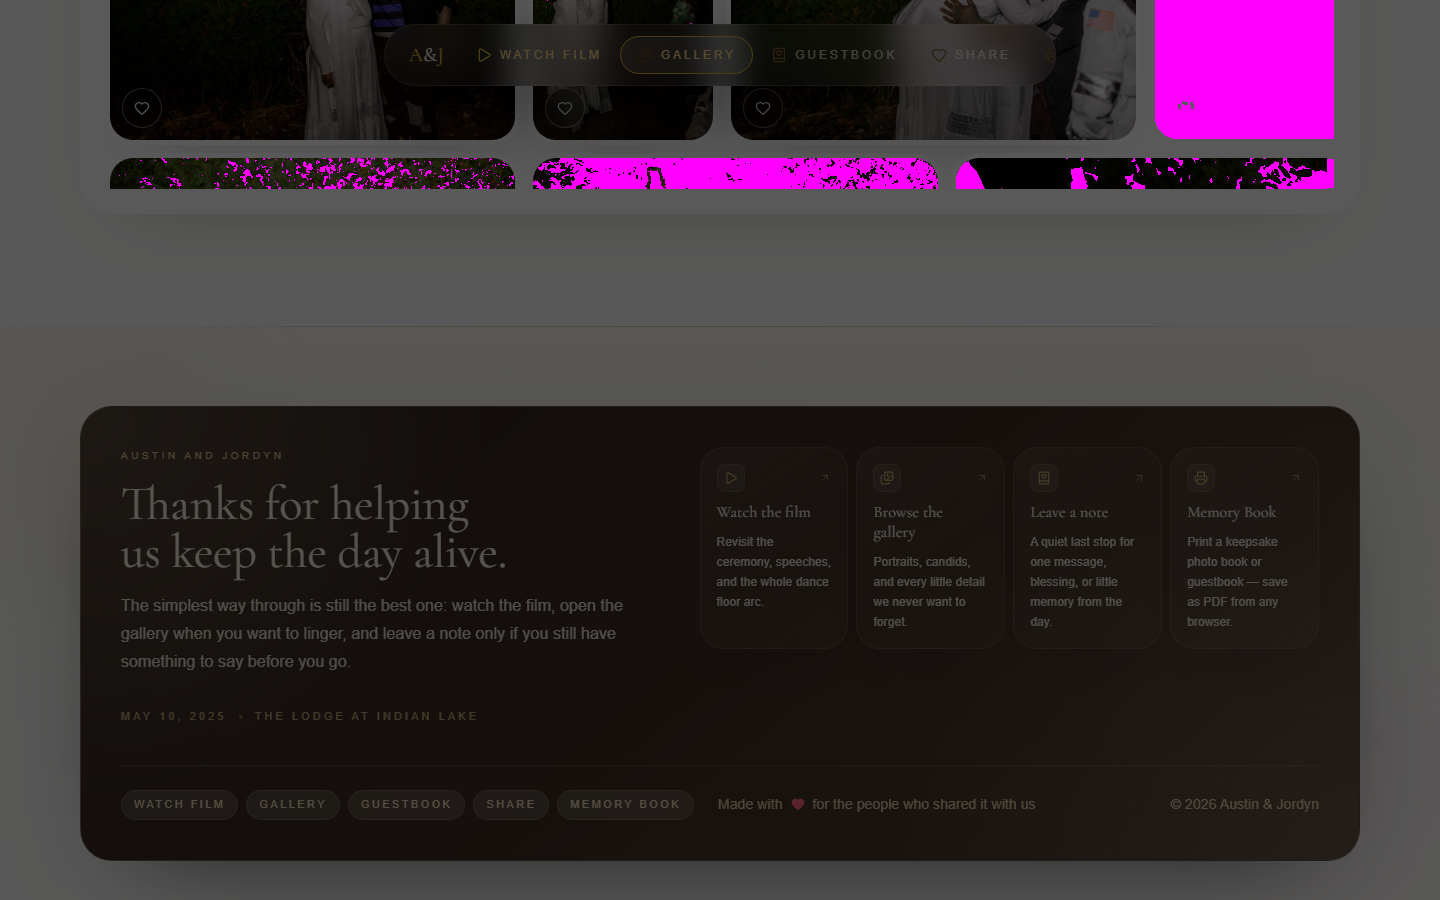 A&J
WATCH FILM
GALLERY
GUESTBOOK
SHARE
AUSTIN AND JORDYN
Thanks for helping
us keep the day alive.
The simplest way through is still the best one: watch the film, open the
gallery when you want to linger, and leave a note only if you still have
something to say before you go.
MAY 10, 2025 • THE LODGE AT INDIAN LAKE
Watch the film
Revisit the
ceremony, speeches,
and the whole dance
floor arc.
Browse the
gallery
Portraits, candids,
and every little detail
we never want to
forget.
Leave a note
A quiet last stop for
one message,
blessing, or little
memory from the
day.
Memory Book
Print a keepsake
photo book or
guestbook — save
as PDF from any
browser.
WATCH FILM
GALLERY
GUESTBOOK
SHARE
MEMORY BOOK
Made with ♥ for the people who shared it with us
© 2026 Austin & Jordyn